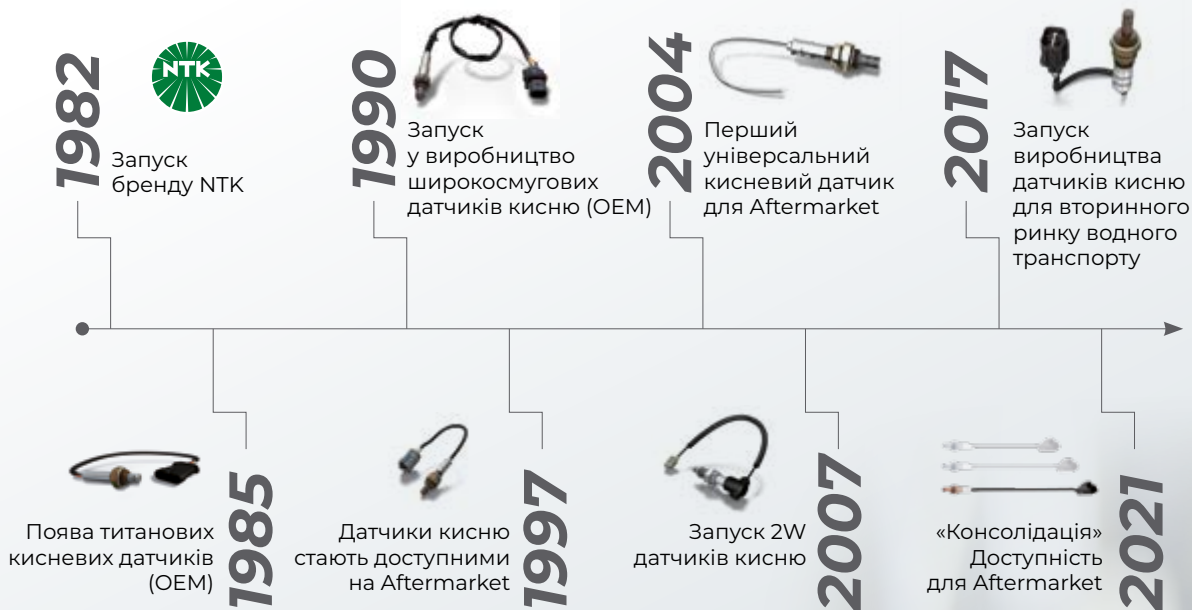 1982
NTK
Запуск
бренду NTK
1990
Запуск
у виробництво
широкосмугових
датчиків кисню (OEM)
2004
Перший
універсальний
кисневий датчик
для Aftermarket
2017
Запуск
виробництва
датчиків кисню
для вторинного
ринку водного
транспорту
Поява титанових
кисневих датчиків
(OEM)
1985
Датчики кисню
стають доступними
на Aftermarket
1997
Запуск 2W
датчиків кисню
2007
«Консолідація»
Доступність
для Aftermarket
2021